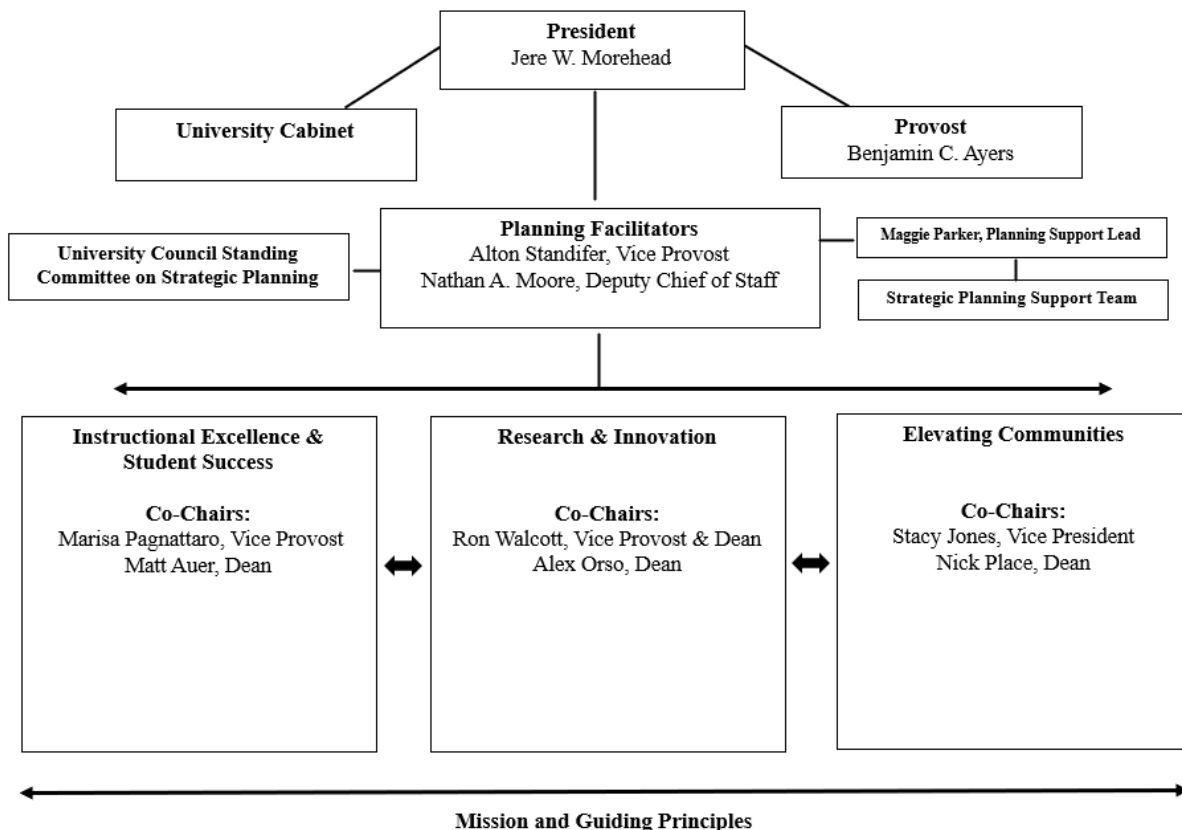 President
Jere W. Morehead
University Cabinet
Provost
Benjamin C. Ayers
Planning Facilitators
Alton Standifer, Vice Provost
Nathan A. Moore, Deputy Chief of Staff
University Council Standing
Committee on Strategic Planning
Maggie Parker, Planning Support Lead
Strategic Planning Support Team
Instructional Excellence &
Student Success
Co-Chairs:
Marisa Pagnattaro, Vice Provost
Matt Auer, Dean
Research & Innovation
Co-Chairs:
Ron Walcott, Vice Provost & Dean
Alex Orso, Dean
Elevating Communities
Co-Chairs:
Stacy Jones, Vice President
Nick Place, Dean
Mission and Guiding Principles